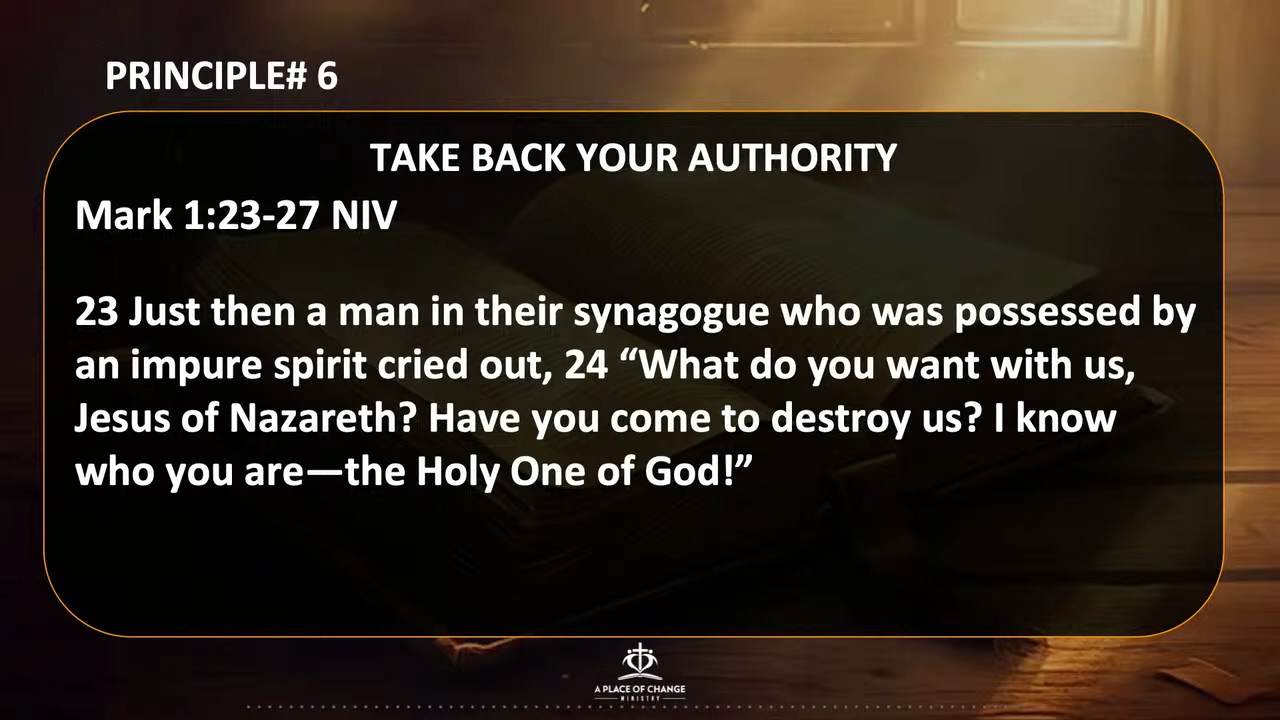 PRINCIPLE# 6
TAKE BACK YOUR AUTHORITY
Mark 1:23-27 NIV
23 Just then a man in their synagogue who was possessed by
an impure spirit cried out, 24 “What do you want with us,
Jesus of Nazareth? Have you come to destroy us? I know
who you are—the Holy One of God!”
A PLACE OF CHANGE
MINISTRY